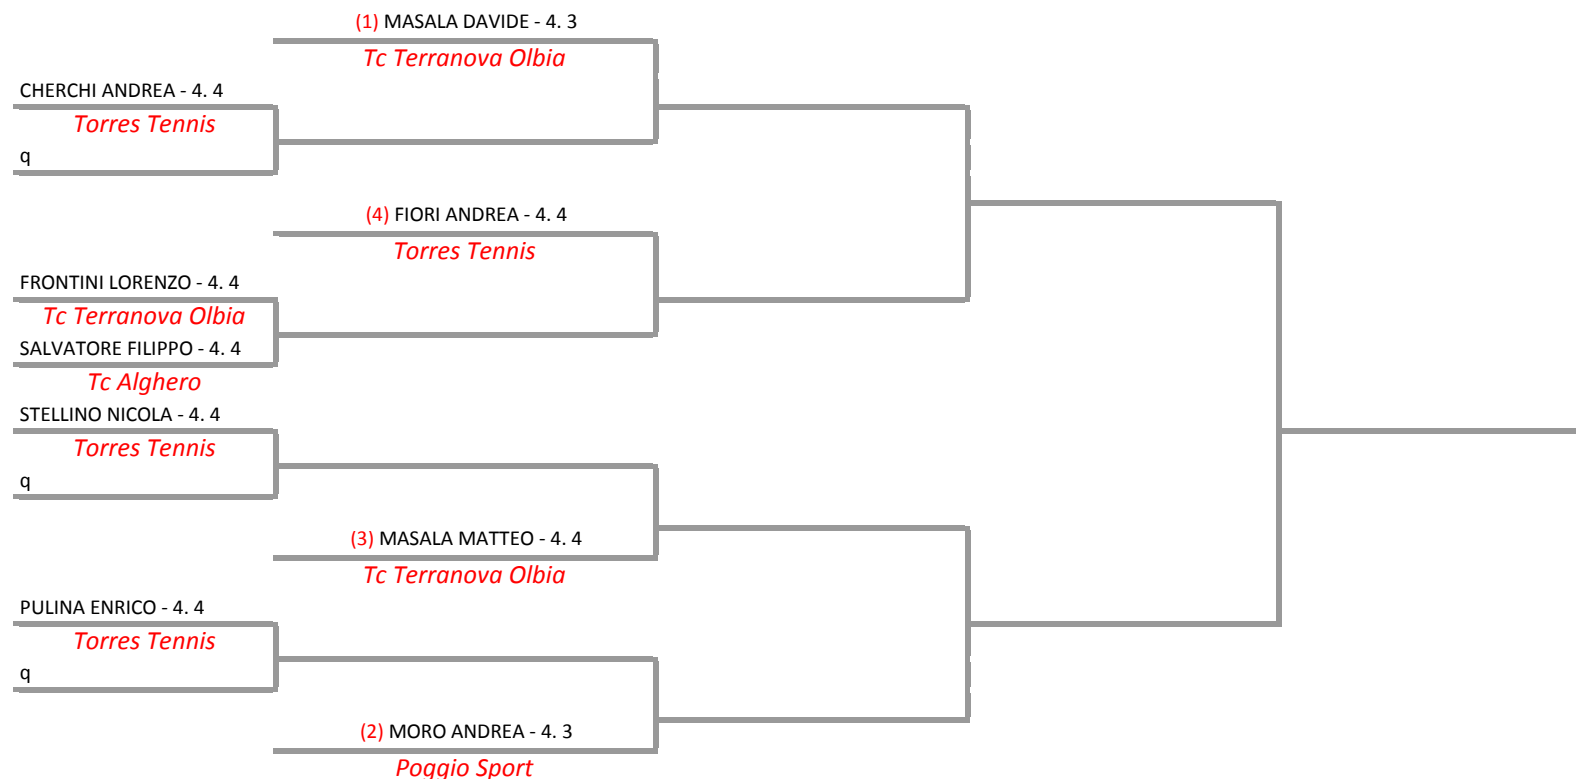 (1) MASALA DAVIDE - 4. 3
Tc Terranova Olbia
CHERCHI ANDREA - 4. 4
Torres Tennis
q
(4) FIORI ANDREA - 4. 4
Torres Tennis
FRONTINI LORENZO - 4. 4
Tc Terranova Olbia
SALVATORE FILIPPO - 4. 4
Tc Alghero
STELLINO NICOLA - 4. 4
Torres Tennis
q
(3) MASALA MATTEO - 4. 4
Tc Terranova Olbia
PULINA ENRICO - 4. 4
Torres Tennis
q
(2) MORO ANDREA - 4. 3
Poggio Sport